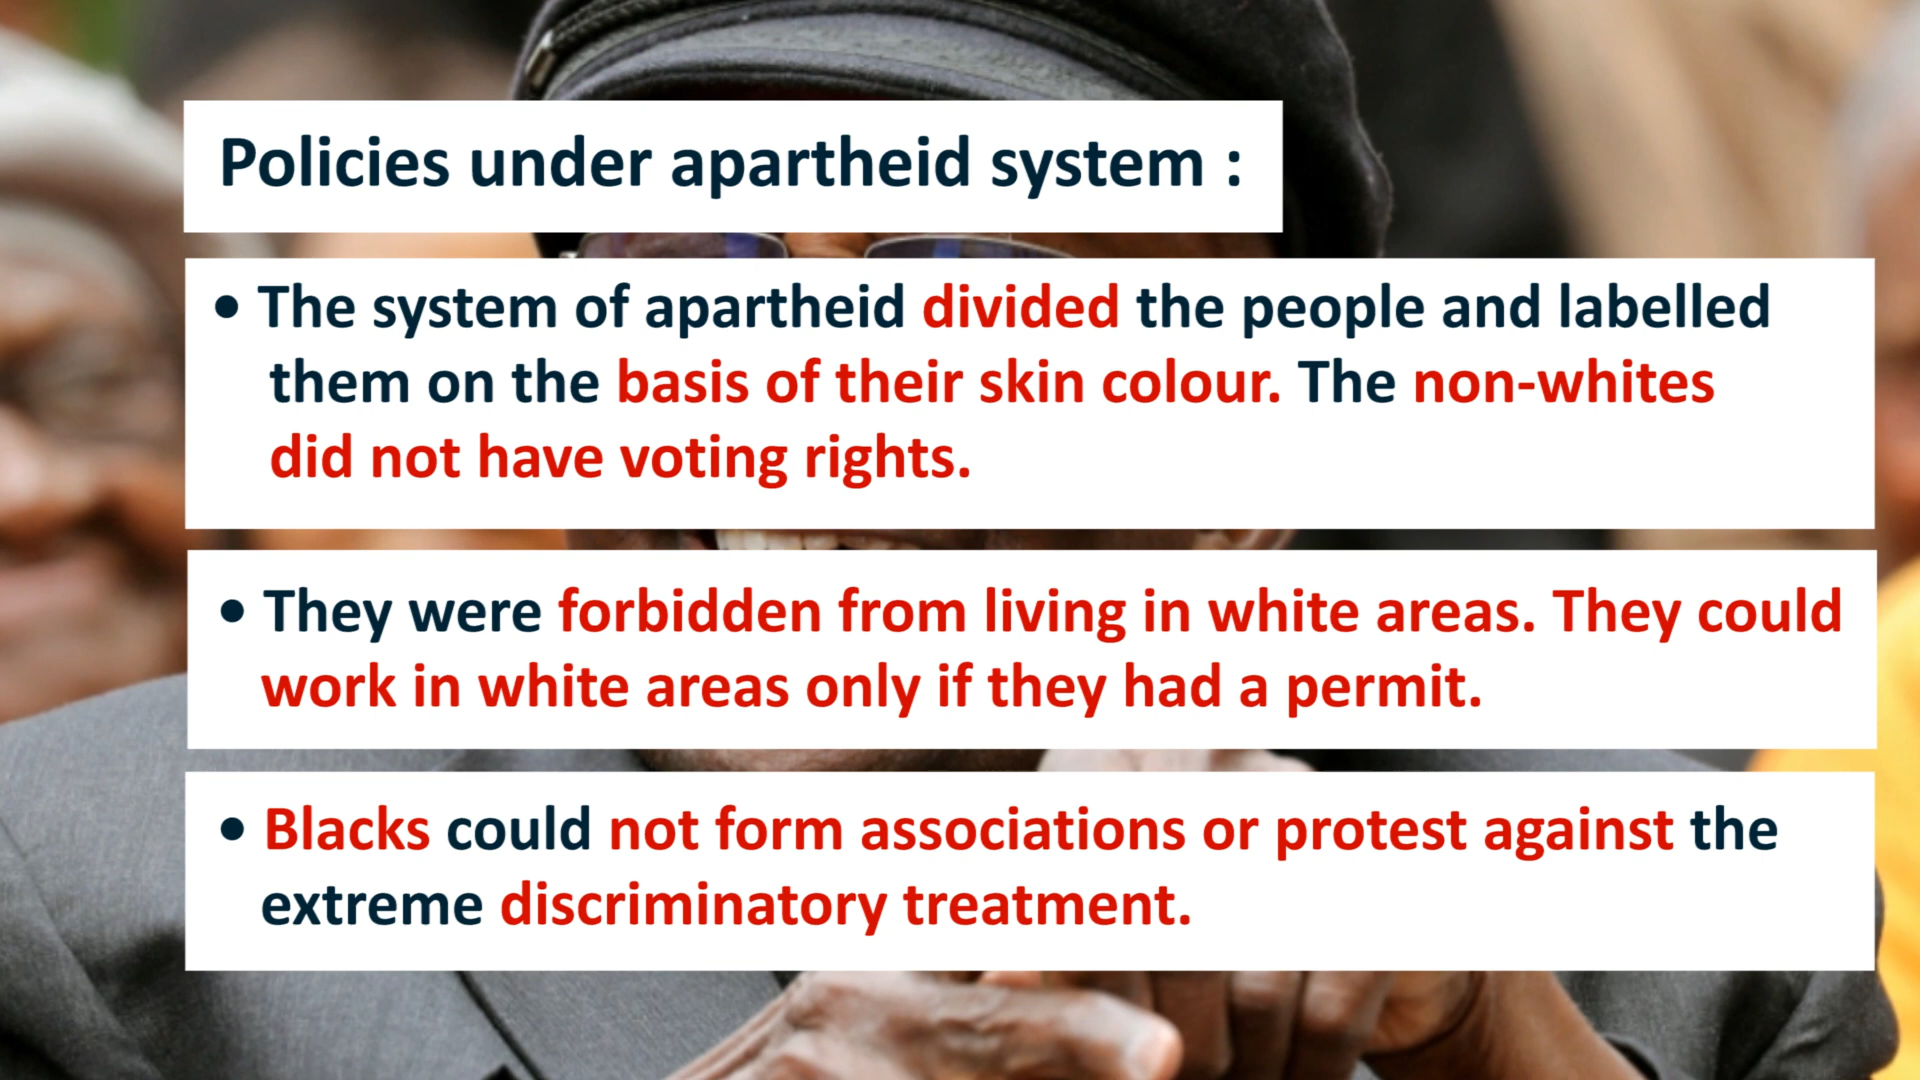 Policies under apartheid system :
• The system of apartheid divided the people and labelled
them on the basis of their skin colour. The non-whites
did not have voting rights.
• They were forbidden from living in white areas. They could
work in white areas only if they had a permit.
• Blacks could not form associations or protest against the
extreme discriminatory treatment.